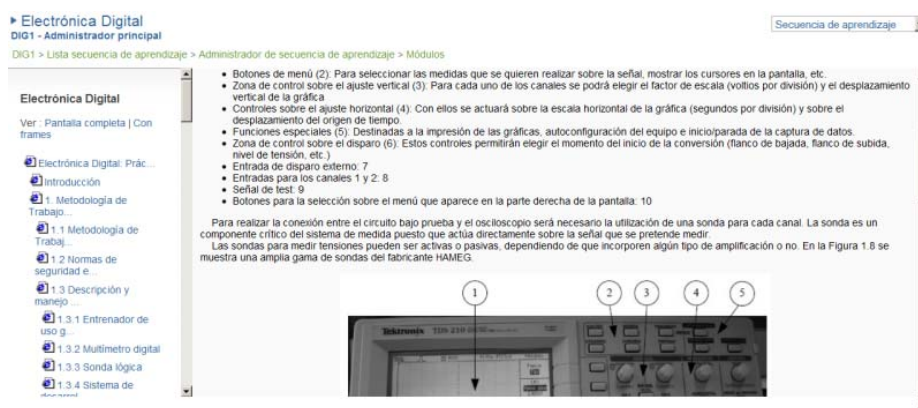 Electrónica Digital
DIG1 - Administrador principal
Secuencia de aprendizaje
DIG1 > Lista secuencia de aprendizaje > Administrador de secuencia de aprendizaje > Módulos
Electrónica Digital
Ver : Pantalla completa | Con
frames
Electrónica Digital: Prác...
Introducción
1. Metodología de
Trabajo...
1.1 Metodología de
Trabaj...
1.2 Normas de
seguridad e...
1.3 Descripción y
manejo ...
1.3.1 Entrenador de
uso g...
1.3.2 Multímetro digital
1.3.3 Sonda lógica
1.3.4 Sistema de
desarrol...
• Botones de menú (2): Para seleccionar las medidas que se quieren realizar sobre la señal, mostrar los cursores en la pantalla, etc.
• Zona de control sobre el ajuste vertical (3): Para cada uno de los canales se podrá elegir el factor de escala (voltios por división) y el desplazamiento
vertical de la gráfica
• Controles sobre el ajuste horizontal (4): Con ellos se actuará sobre la escala horizontal de la gráfica (segundos por división) y sobre el
desplazamiento del origen de tiempo.
• Funciones especiales (5): Destinadas a la impresión de las gráficas, autoconfiguración del equipo e inicio/parada de la captura de datos.
• Zona de control sobre el disparo (6): Estos controles permitirán elegir el momento del inicio de la conversión (flanco de bajada, flanco de subida,
nivel de tensión, etc.)
• Entrada de disparo externo: 7
• Entradas para los canales 1 y 2: 8
• Señal de test: 9
• Botones para la selección sobre el menú que aparece en la parte derecha de la pantalla: 10
Para realizar la conexión entre el circuito bajo prueba y el osciloscopio será necesario la utilización de una sonda para cada canal. La sonda es un
componente crítico del sistema de medida puesto que actúa directamente sobre la señal que se pretende medir.
Las sondas para medir tensiones pueden ser activas o pasivas, dependiendo de que incorporen algún tipo de amplificación o no. En la Figura 1.8 se
muestra una amplia gama de sondas del fabricante HAMEG.
1 2 3 4 5
Tektronix TDS 210